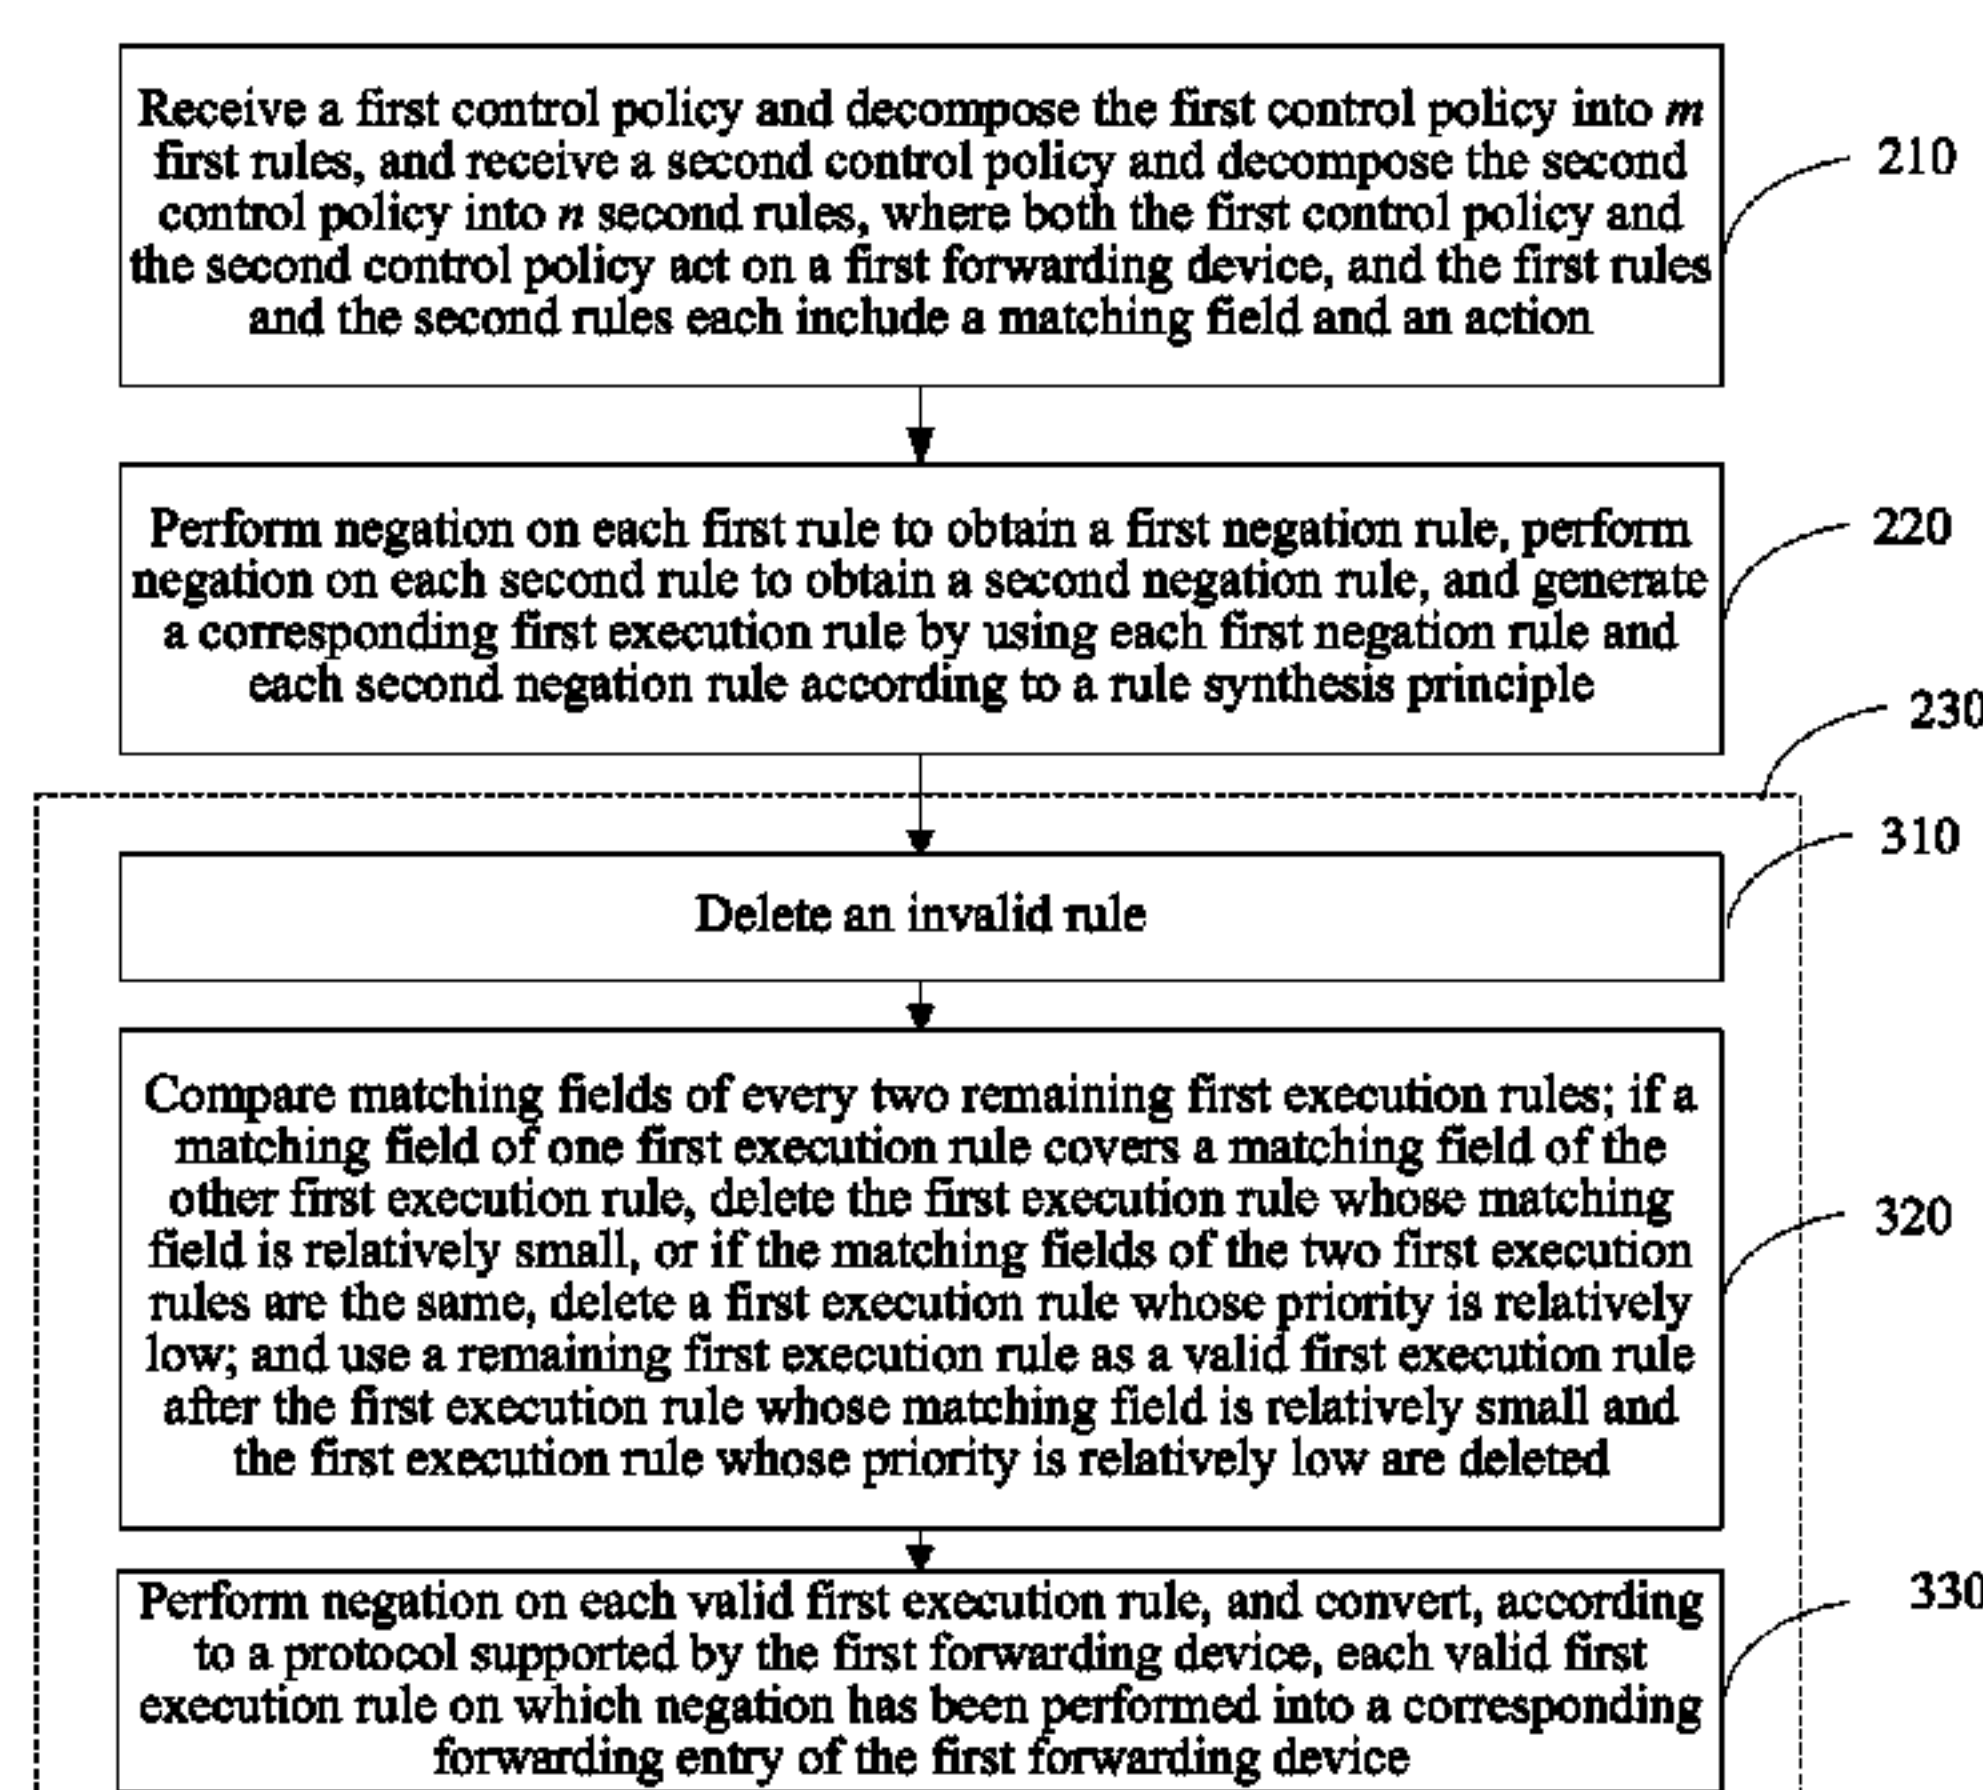 Receive a first control policy and decompose the first control policy into m
first rules, and receive a second control policy and decompose the second
control policy into n second rules, where both the first control policy and
the second control policy act on a first forwarding device, and the first rules
and the second rules each include a matching field and an action
210
Perform negation on each first rule to obtain a first negation rule, perform
negation on each second rule to obtain a second negation rule, and generate
a corresponding first execution rule by using each first negation rule and
each second negation rule according to a rule synthesis principle
220
230
Delete an invalid rule
310
Compare matching fields of every two remaining first execution rules; if a
matching field of one first execution rule covers a matching field of the
other first execution rule, delete the first execution rule whose matching
field is relatively small, or if the matching fields of the two first execution
rules are the same, delete a first execution rule whose priority is relatively
low; and use a remaining first execution rule as a valid first execution rule
after the first execution rule whose matching field is relatively small and
the first execution rule whose priority is relatively low are deleted
320
Perform negation on each valid first execution rule, and convert, according
to a protocol supported by the first forwarding device, each valid first
execution rule on which negation has been performed into a corresponding
forwarding entry of the first forwarding device
330